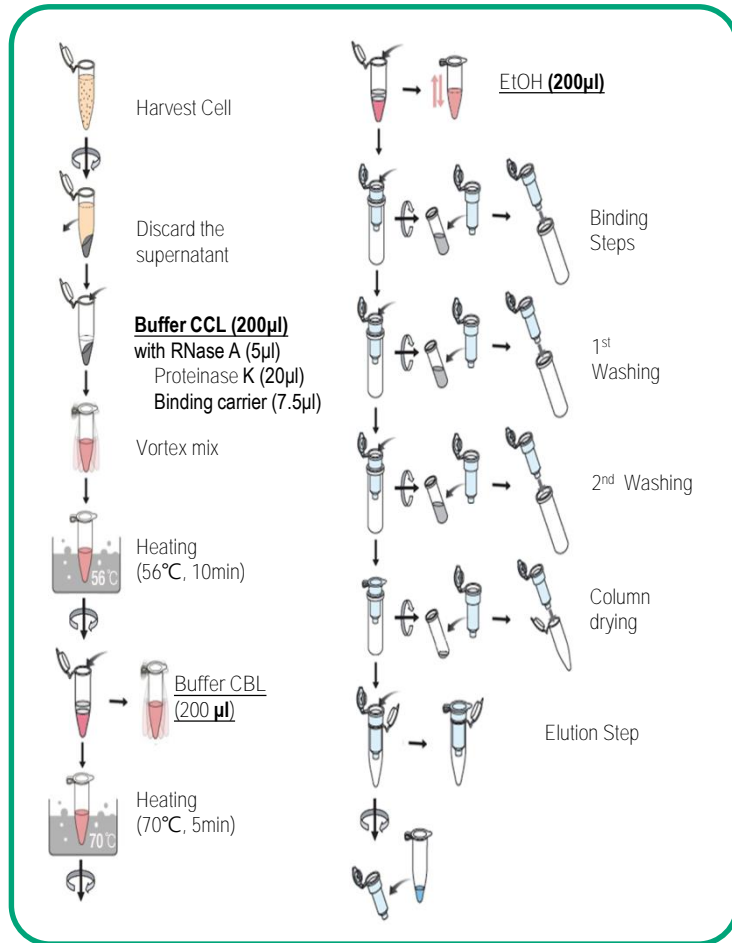 Harvest Cell
Discard the
supernatant
Buffer CCL (200µl)
with RNase A (5µl)
Proteinase K (20µl)
Binding carrier (7.5µl)
Vortex mix
56℃
Heating
(56℃, 10min)
Buffer CBL
(200 µl)
70℃
Heating
(70℃, 5min)
EtOH (200µl)
Binding
Steps
1st
Washing
2nd Washing
Column
drying
Elution Step